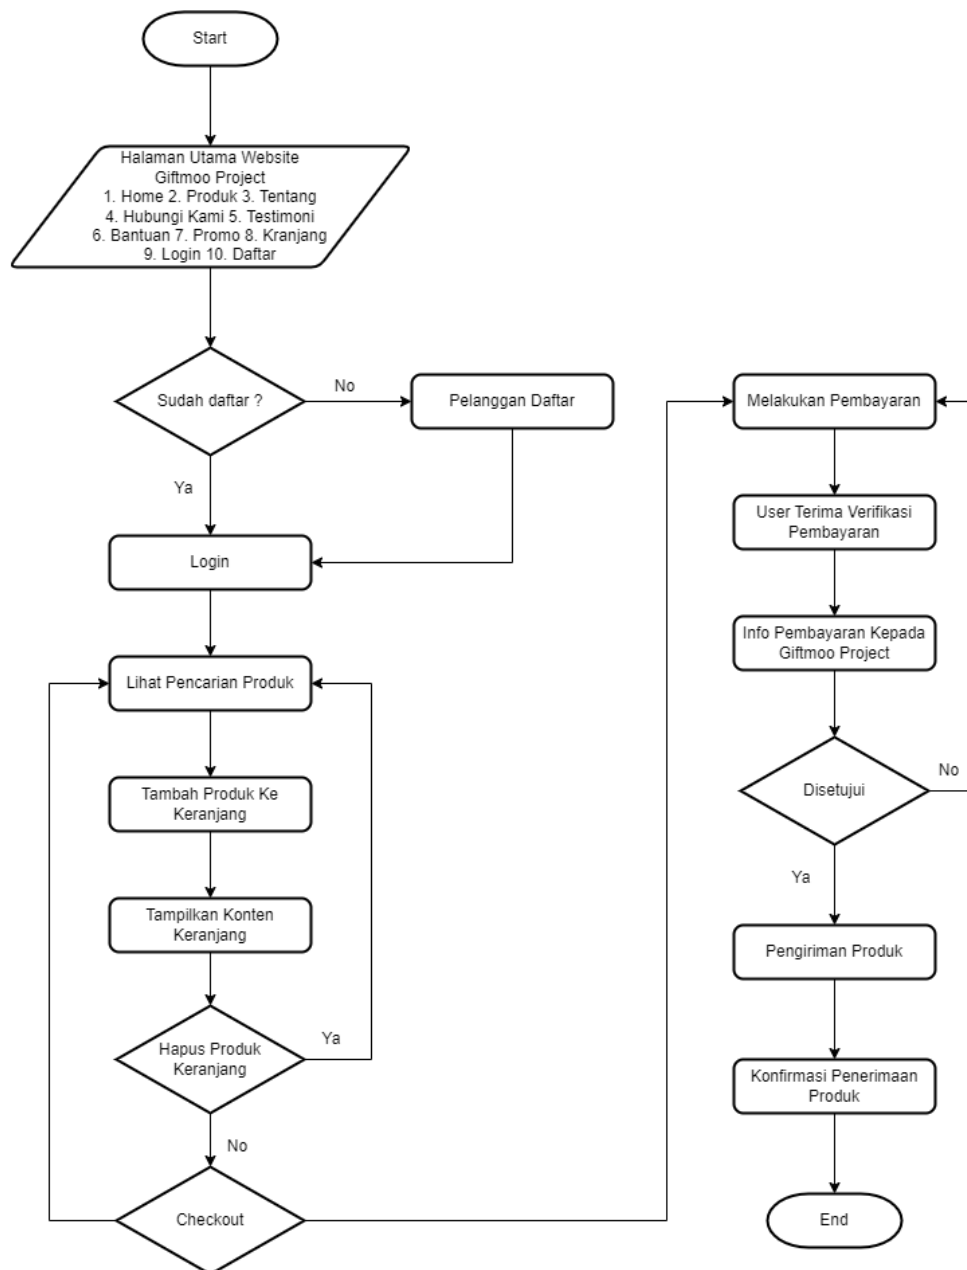 Start
Halaman Utama Website
Giftmoo Project
1. Home 2. Produk 3. Tentang
4. Hubungi Kami 5. Testimoni
6. Bantuan 7. Promo 8. Kranjang
9. Login 10. Daftar
Sudah daftar ?
No
Pelanggan Daftar
Ya
Login
Lihat Pencarian Produk
Tambah Produk Ke
Keranjang
Tampilkan Konten
Keranjang
Hapus Produk
Keranjang
Ya
No
Checkout
Melakukan Pembayaran
User Terima Verifikasi
Pembayaran
Info Pembayaran Kepada
Giftmoo Project
Disetujui
No
Ya
Pengiriman Produk
Konfirmasi Penerimaan
Produk
End